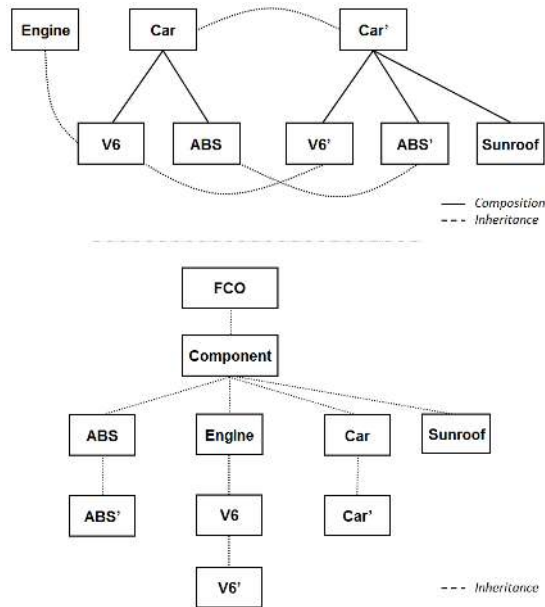 Engine Car Car'
V6 ABS V6' ABS' Sunroof
Composition
Inheritance
FCO
Component
ABS Engine Car Sunroof
ABS' V6 Car'
V6'
Inheritance